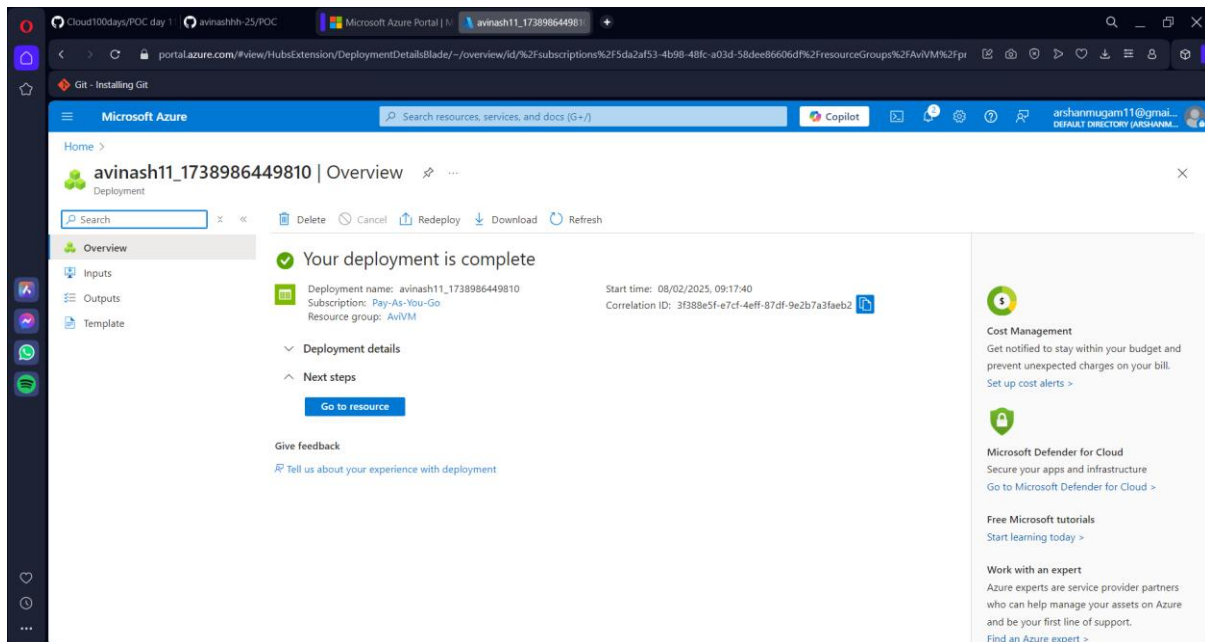 Cloud100days/POC day 1
avinashhh-25/POC
Microsoft Azure Portal | M
avinash11_17389864498
portal.azure.com/#view/HubsExtension/DeploymentDetailsBlade/~/overview/id/%2Fsubscriptions%2F5da2af53-4b98-48fc-a03d-58dee86606df%2FresourceGroups%2FAviVM%2Fpr
Git - Installing Git
Microsoft Azure
Search resources, services, and docs (G+/)
Copilot
2
arshanmugam11@gmai...
DEFAULT DIRECTORY (ARSHANM...
Home >
avinash11_1738986449810 | Overview
Deployment
Search
Delete
Cancel
Redeploy
Download
Refresh
Overview
Inputs
Outputs
Template
Your deployment is complete
Deployment name: avinash11_1738986449810
Subscription: Pay-As-You-Go
Resource group: AviVM
Start time: 08/02/2025, 09:17:40
Correlation ID: 3f388e5f-e7cf-4eff-87df-9e2b7a3faeb2
Deployment details
Next steps
Go to resource
Give feedback
Tell us about your experience with deployment
Cost Management
Get notified to stay within your budget and
prevent unexpected charges on your bill.
Set up cost alerts >
Microsoft Defender for Cloud
Secure your apps and infrastructure
Go to Microsoft Defender for Cloud >
Free Microsoft tutorials
Start learning today >
Work with an expert
Azure experts are service provider partners
who can help manage your assets on Azure
and be your first line of support.
Find an Azure expert >